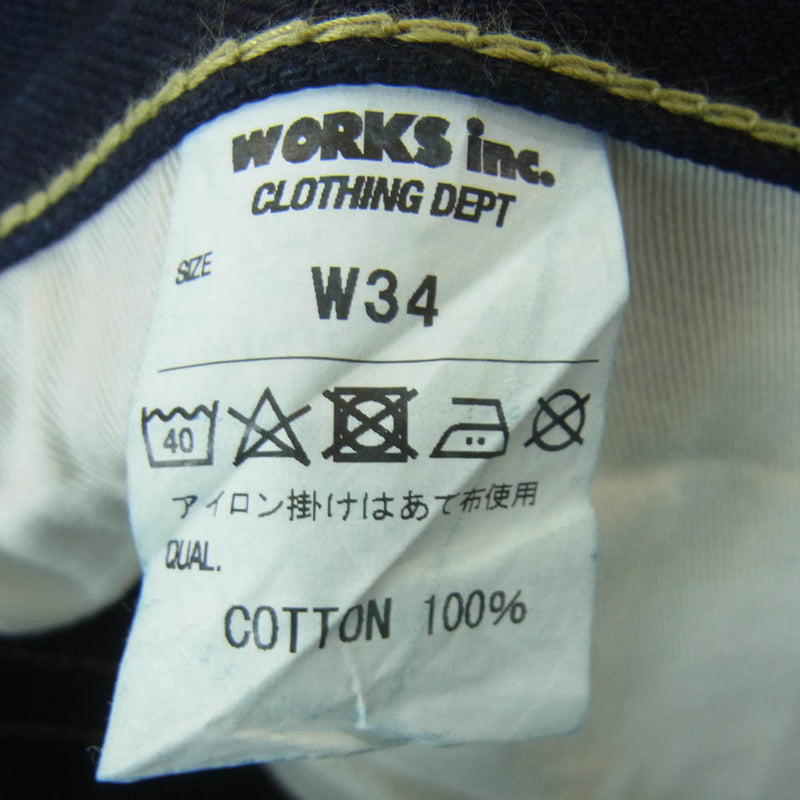 WORKS inc.
CLOTHING DEPT
SIZE
W34
40
アイロン掛けはあて布使用
QUAL.
COTTON 100%